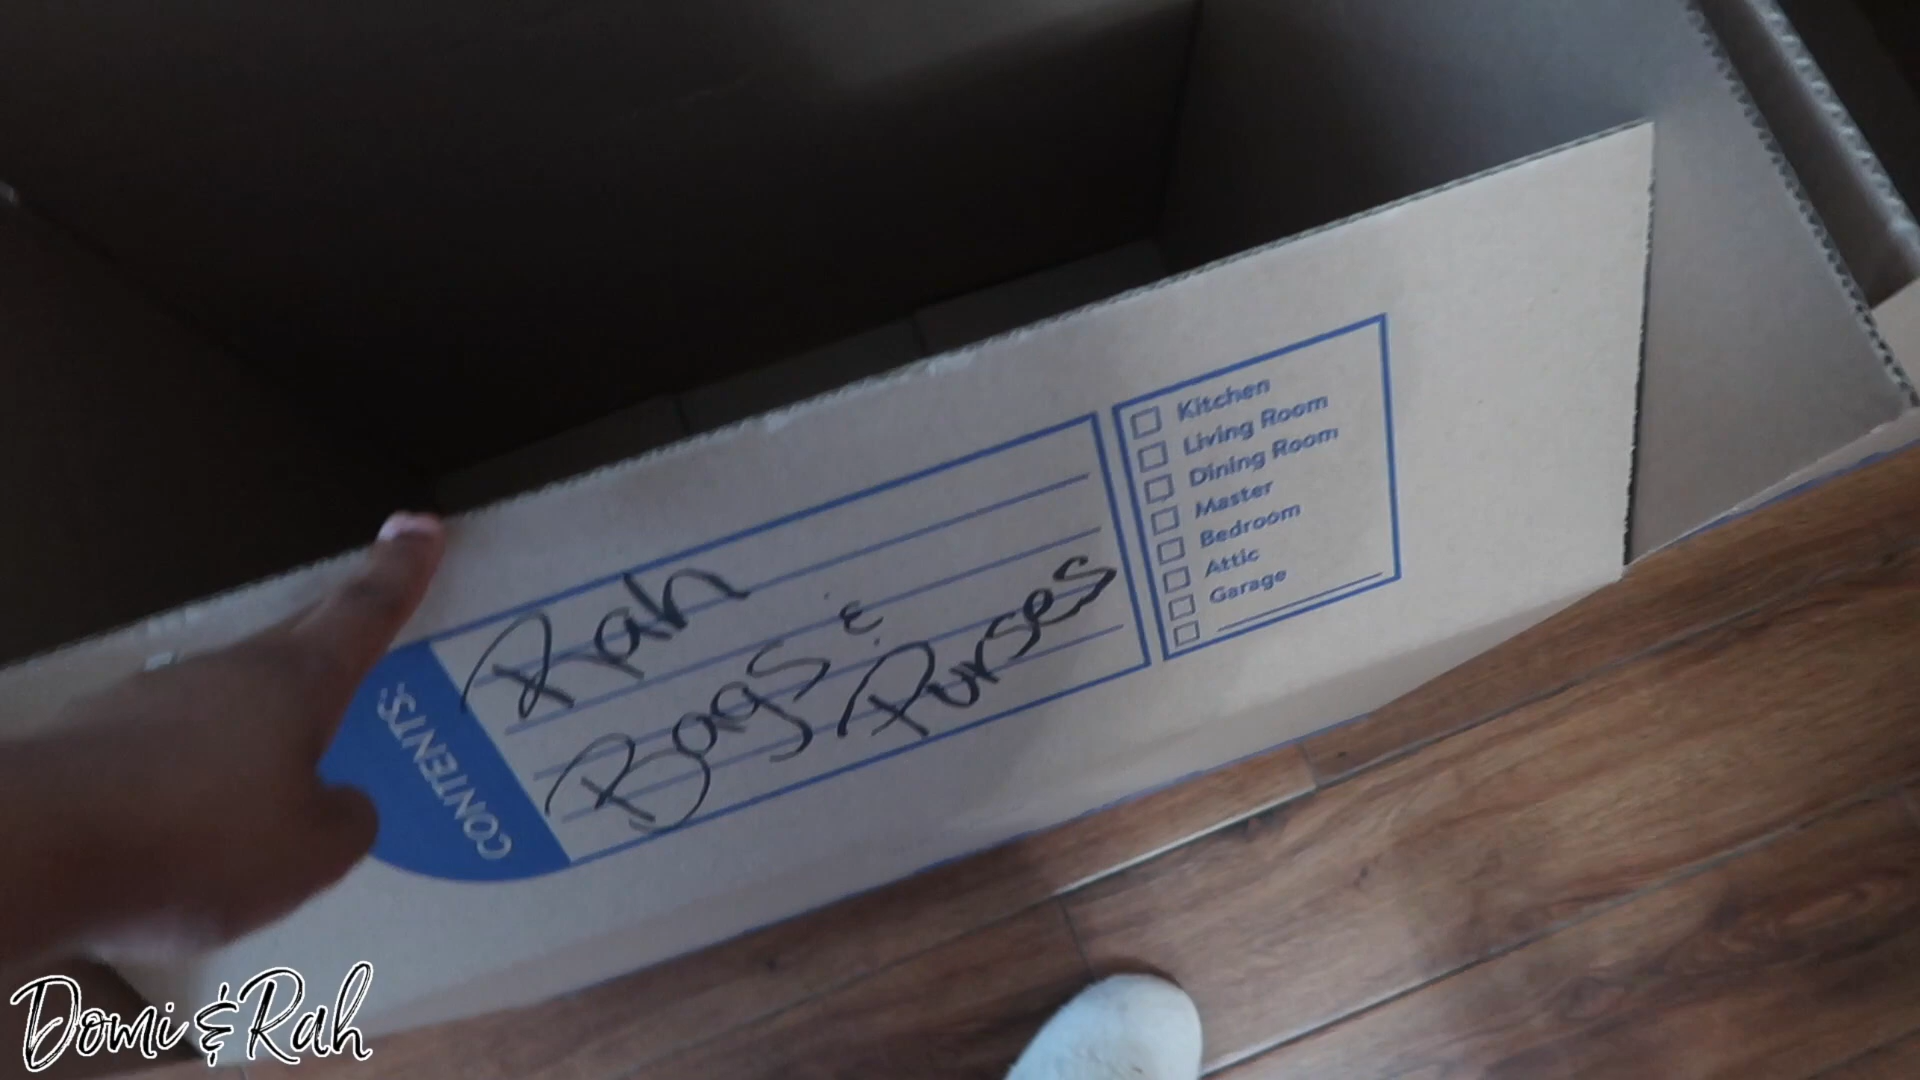 CONTENTS:
Rah
Bags &
Purses
Kitchen
Living Room
Dining Room
Master
Bedroom
Attic
Garage
Domi & Rah